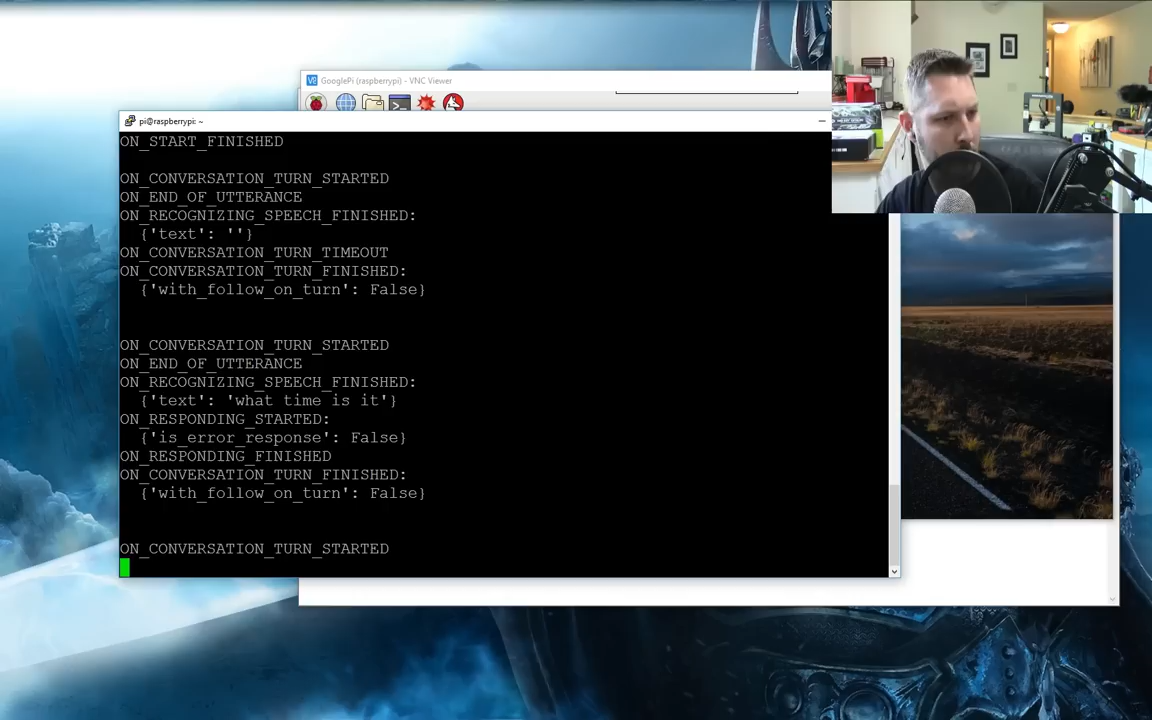 GooglePi (raspberrypi) - VNC Viewer
pi@raspberrypi: ~
ON_START_FINISHED
ON_CONVERSATION_TURN_STARTED
ON_END_OF_UTTERANCE
ON_RECOGNIZING_SPEECH_FINISHED:
{'text': ''}
ON_CONVERSATION_TURN_TIMEOUT
ON_CONVERSATION_TURN_FINISHED:
{'with_follow_on_turn': False}
ON_CONVERSATION_TURN_STARTED
ON_END_OF_UTTERANCE
ON_RECOGNIZING_SPEECH_FINISHED:
{'text': 'what time is it'}
ON_RESPONDING_STARTED:
{'is_error_response': False}
ON_RESPONDING_FINISHED
ON_CONVERSATION_TURN_FINISHED:
{'with_follow_on_turn': False}
ON_CONVERSATION_TURN_STARTED